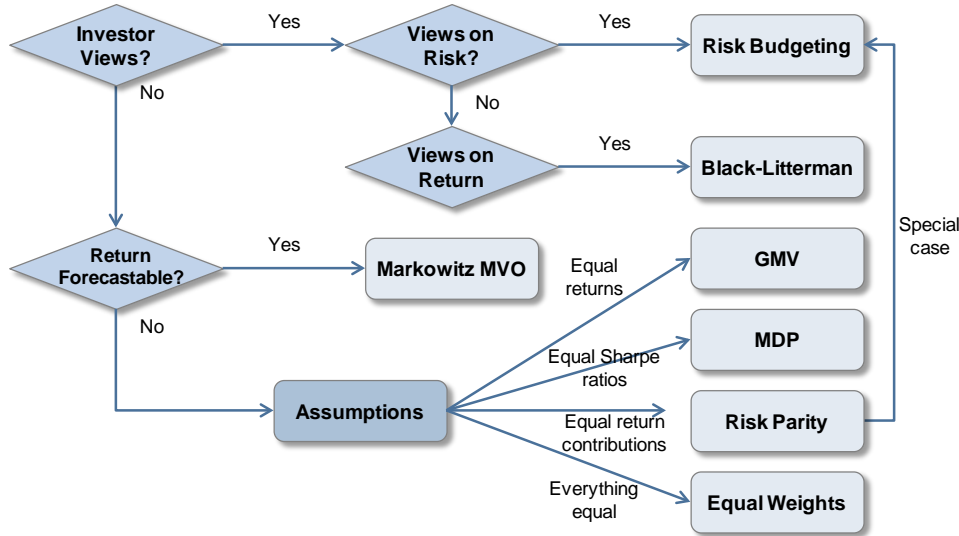 Investor
Views?
Yes
Views on
Risk?
Yes
Risk Budgeting
No
No
Views on
Return
Yes
Black-Litterman
Special
case
Return
Forecastable?
Yes
Markowitz MVO
Equal
returns
GMV
No
Equal Sharpe
ratios
MDP
Assumptions
Equal return
contributions
Risk Parity
Everything
equal
Equal Weights